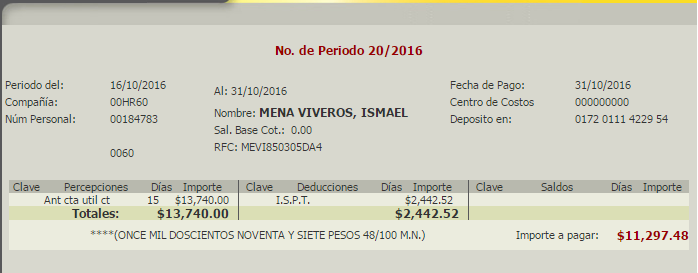 No. de Periodo 20/2016
Periodo del: 16/10/2016 Al: 31/10/2016 Fecha de Pago: 31/10/2016
Compañía: 00HR60 Nombre: MENA VIVEROS, ISMAEL Centro de Costos 000000000
Núm Personal: 00184783 Sal. Base Cot.: 0.00 Deposito en: 0172 0111 4229 54
RFC: MEVI850305DA4
0060
Clave Percepciones Días Importe Clave Deducciones Días Importe Clave Saldos Días Importe
Ant cta util ct 15 $13,740.00 I.S.P.T. $2,442.52
Totales: $13,740.00 $2,442.52
****(ONCE MIL DOSCIENTOS NOVENTA Y SIETE PESOS 48/100 M.N.) Importe a pagar: $11,297.48